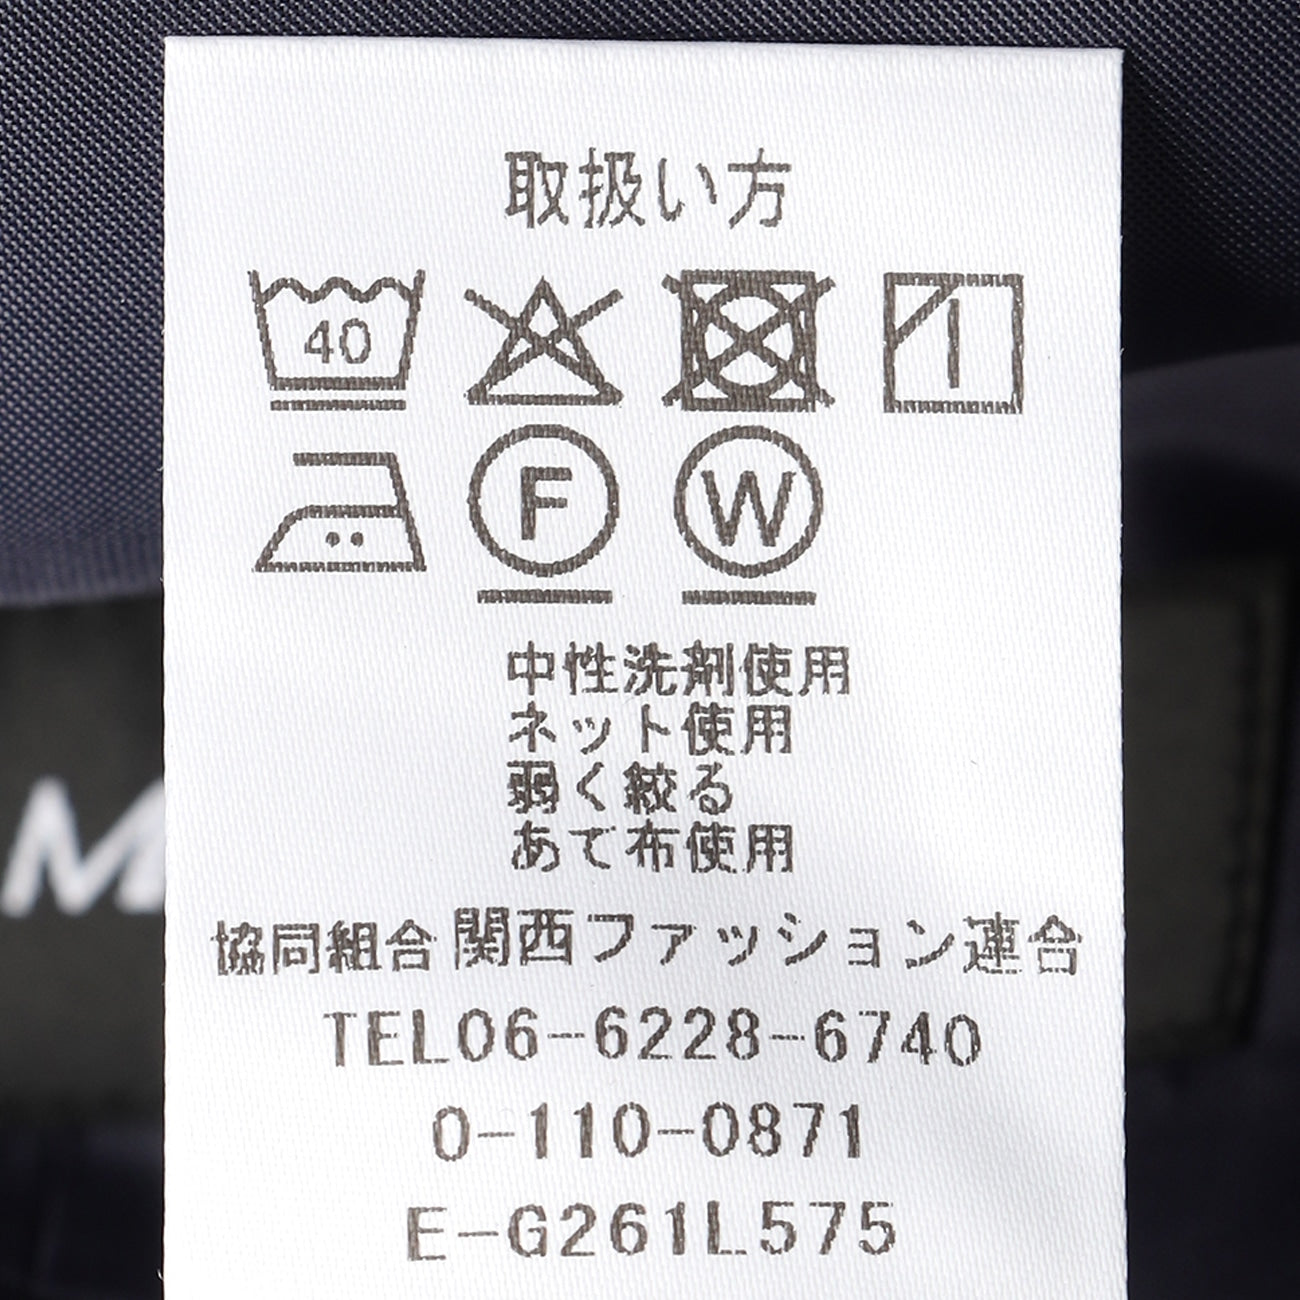 取扱い方
40
F W
中性洗剤使用
ネット使用
弱く絞る
あて布使用
協同組合関西ファッション連合
TEL06-6228-6740
0-110-0871
E-G261L575
M